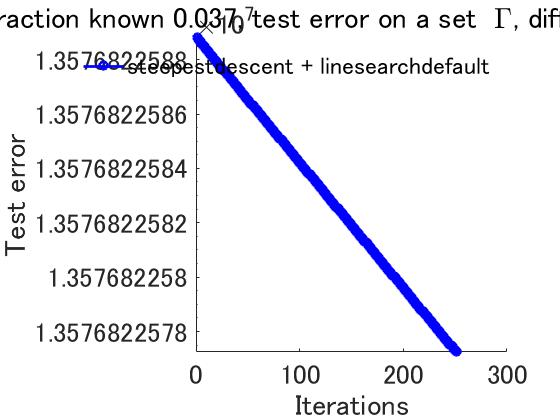 raction known 0.037, test error on a set Γ, diff
×10^7
steepestdescent + linesearchdefault
1.3576822588
1.3576822586
1.3576822584
1.3576822582
1.357682258
1.3576822578
Test error
0 100 200 300
Iterations